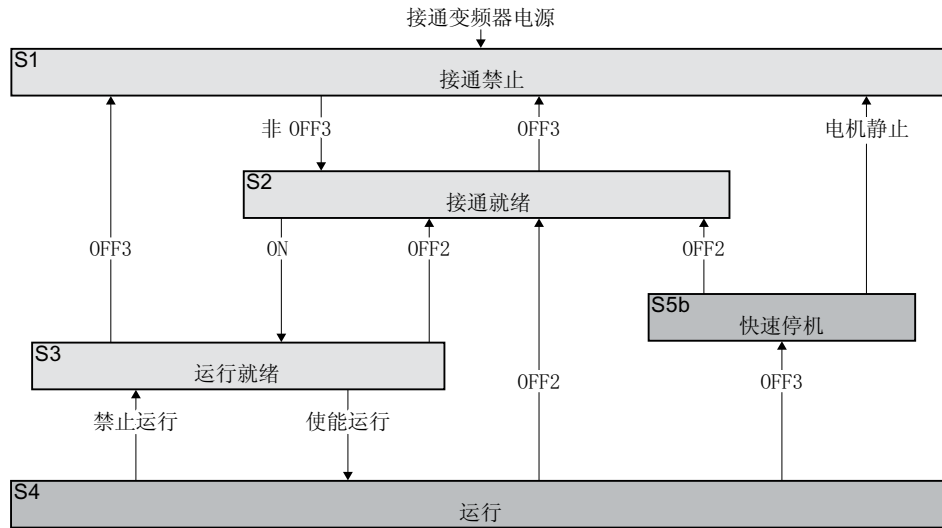 接通变频器电源
S1
接通禁止
非 OFF3
OFF3
电机静止
S2
接通就绪
OFF3
ON
OFF2
OFF2
S5b
快速停机
S3
运行就绪
OFF2
OFF3
禁止运行
使能运行
S4
运行